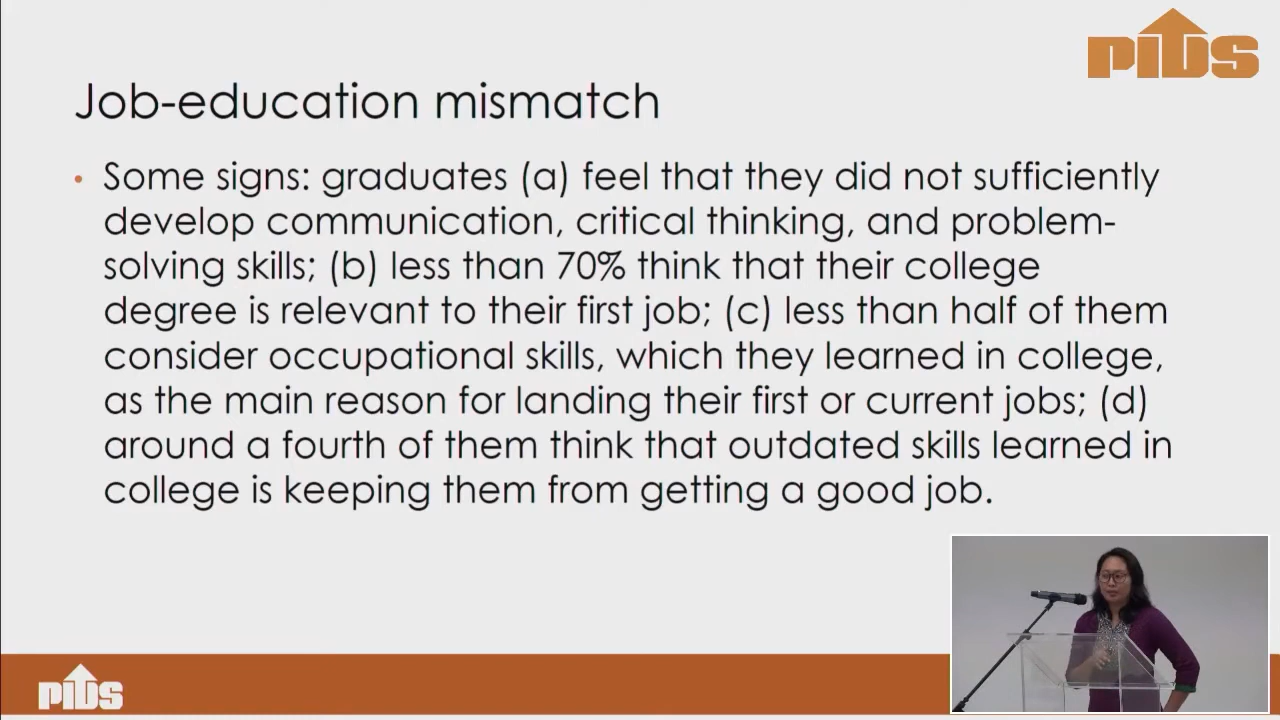 PIDS
Job-education mismatch
• Some signs: graduates (a) feel that they did not sufficiently
develop communication, critical thinking, and problem-
solving skills; (b) less than 70% think that their college
degree is relevant to their first job; (c) less than half of them
consider occupational skills, which they learned in college,
as the main reason for landing their first or current jobs; (d)
around a fourth of them think that outdated skills learned in
college is keeping them from getting a good job.
PIDS